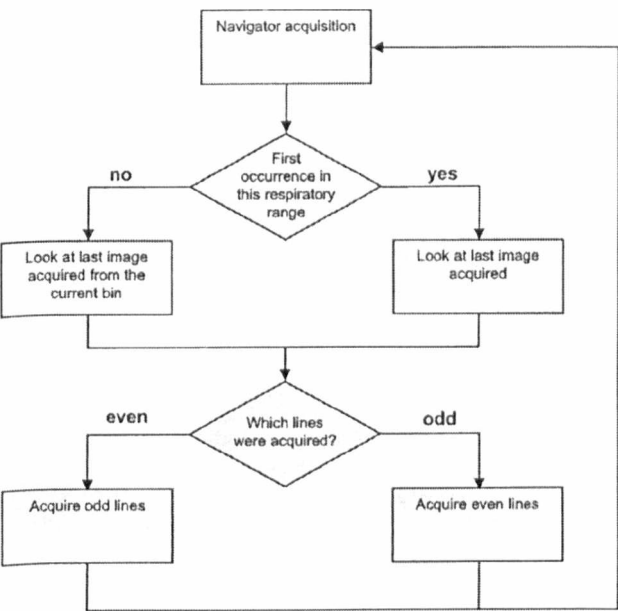 Navigator acquisition
First
occurrence in
this respiratory
range
no
yes
Look at last image
acquired from the
current bin
Look at last image
acquired
Which lines
were acquired?
even
odd
Acquire odd lines
Acquire even lines